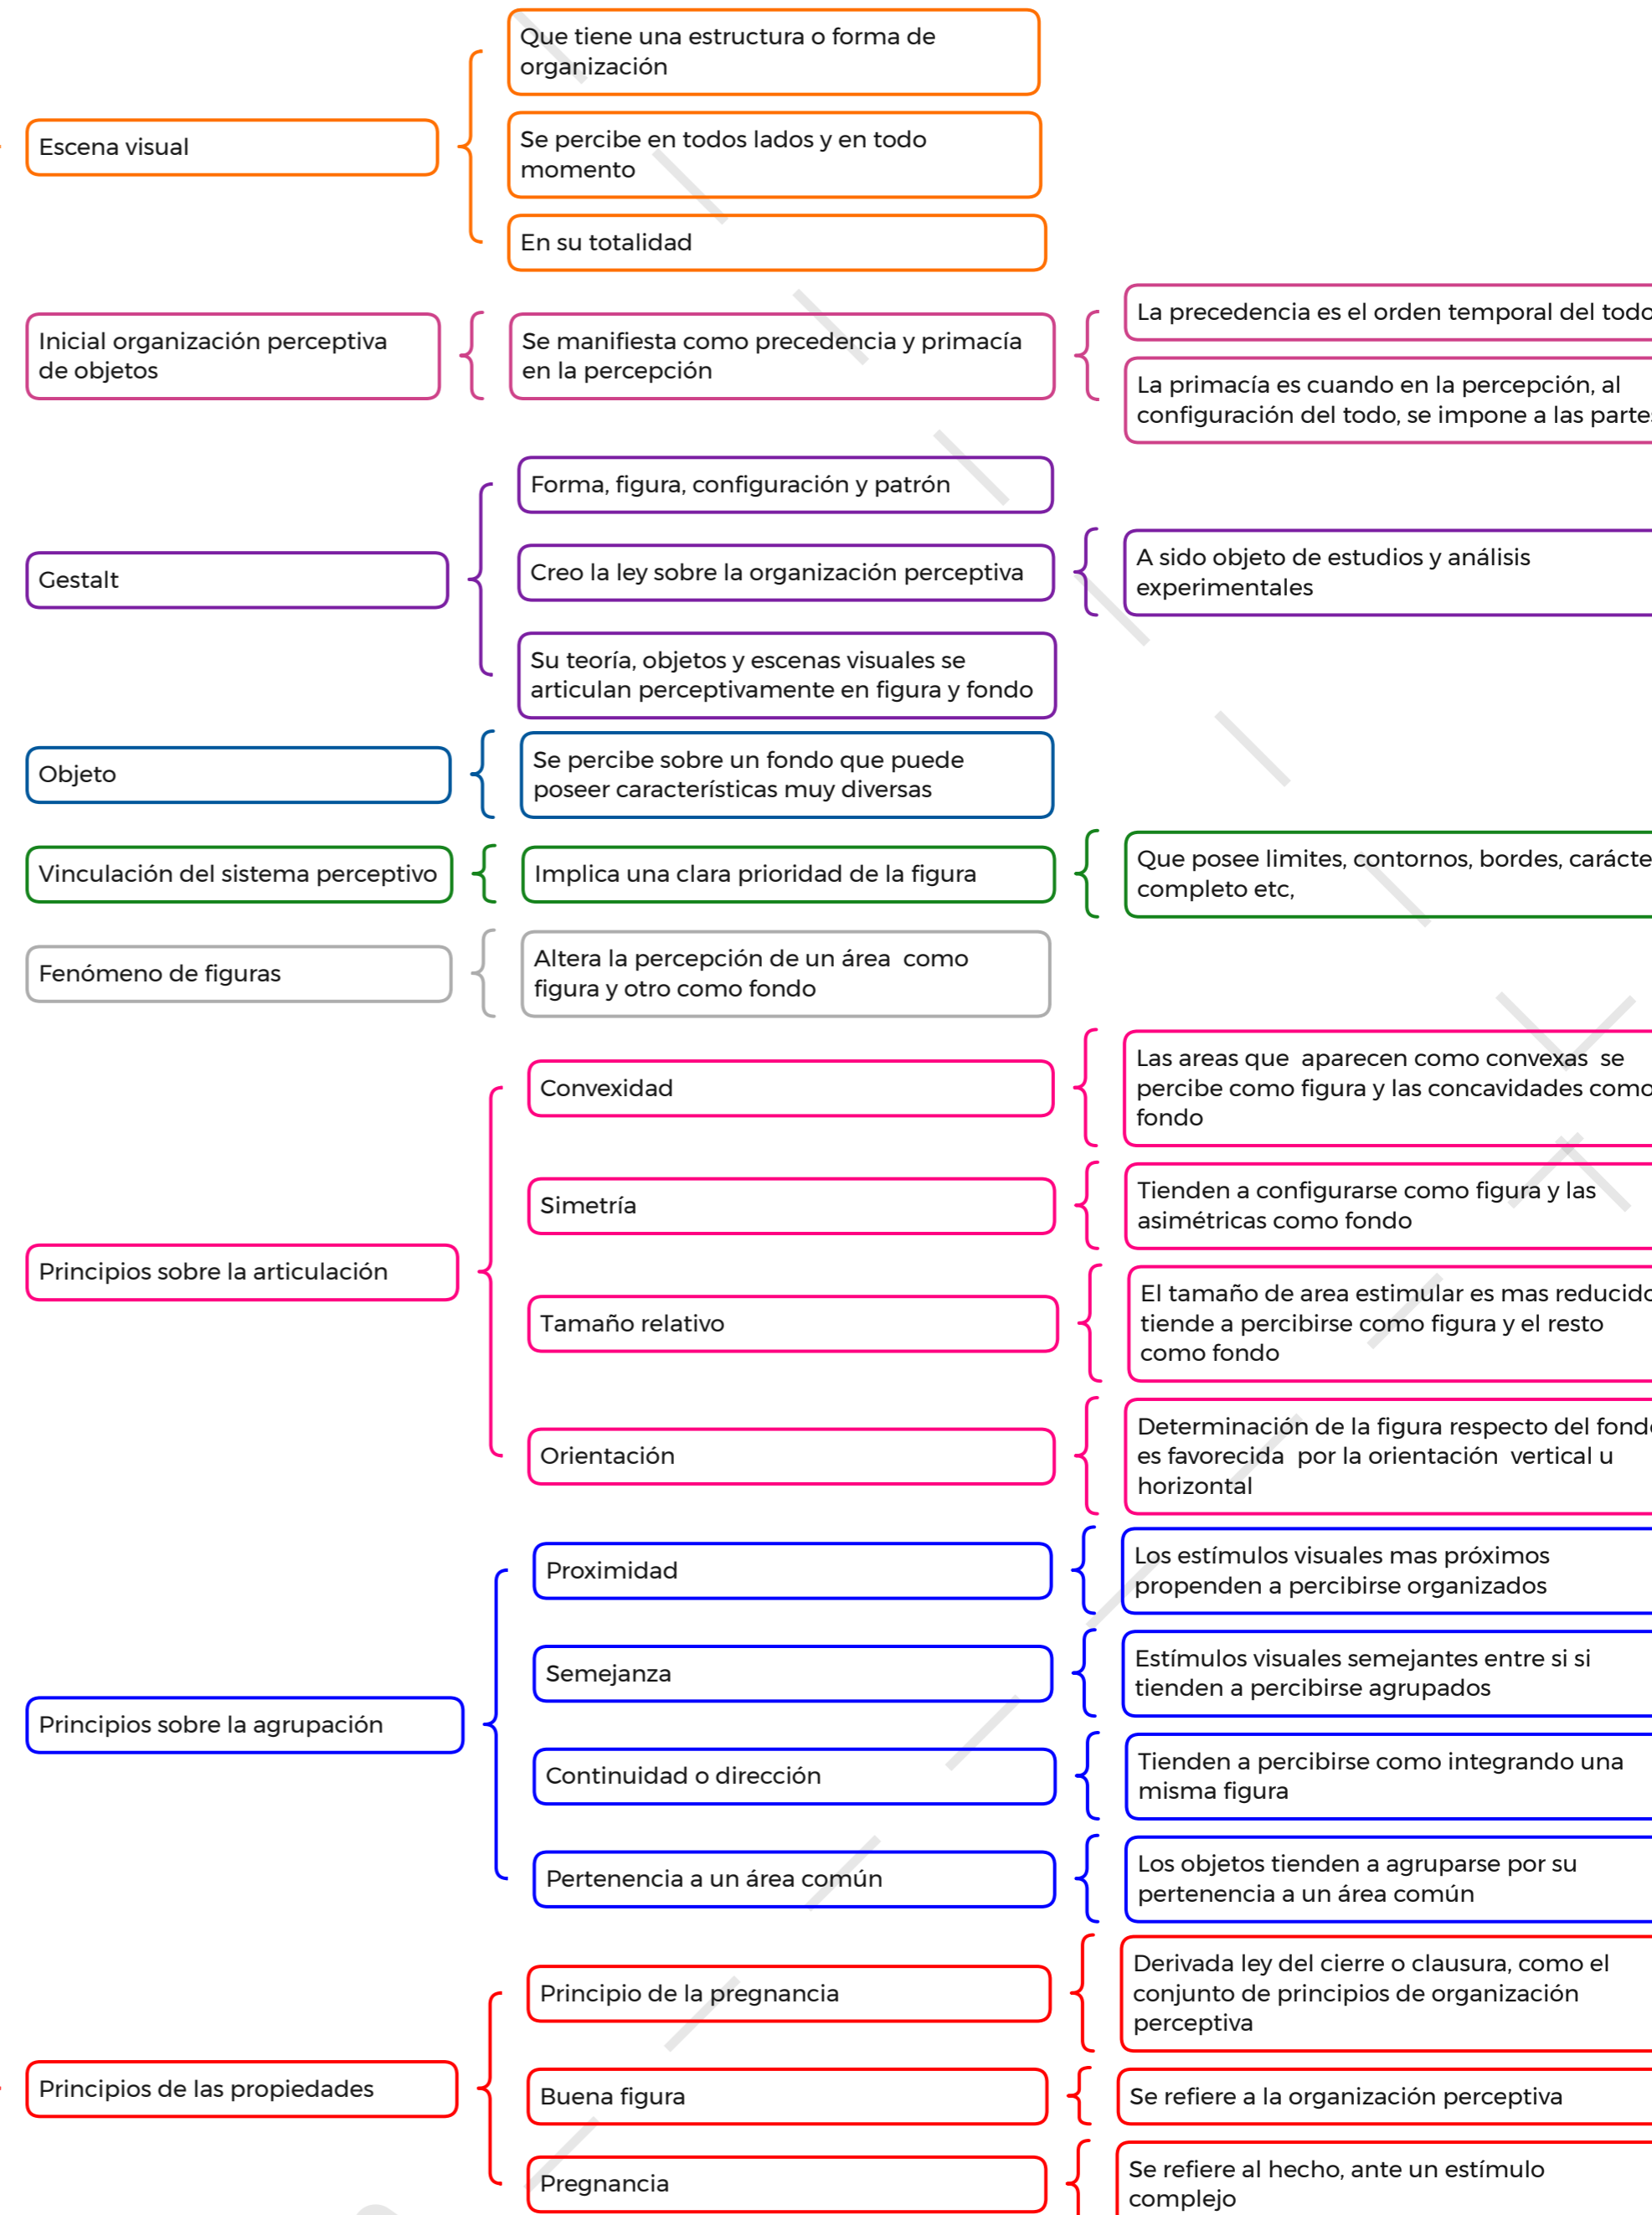 Escena visual
Que tiene una estructura o forma de
organización
Se percibe en todos lados y en todo
momento
En su totalidad
Inicial organización perceptiva
de objetos
Se manifiesta como precedencia y primacía
en la percepción
La precedencia es el orden temporal del todo
La primacía es cuando en la percepción, al
configuración del todo, se impone a las
Gestalt
Forma, figura, configuración y patrón
Creo la ley sobre la organización perceptiva
A sido objeto de estudios y análisis
experimentales
Su teoría, objetos y escenas visuales se
articulan perceptivamente en figura y fondo
Objeto
Se percibe sobre un fondo que puede
poseer características muy diversas
Vinculación del sistema perceptivo
Implica una clara prioridad de la figura
Que posee limites, contornos, bordes,
completo etc,
Fenómeno de figuras
Altera la percepción de un área  como
figura y otro como fondo
Principios sobre la articulación
Convexidad
Las areas que  aparecen como convexas  se
percibe como figura y las concavidades como
fondo
Simetría
Tienden a configurarse como figura y las
asimétricas como fondo
Tamaño relativo
El tamaño de area estimular es mas reducido
tiende a percibirse como figura y el resto
como fondo
Orientación
Determinación de la figura respecto del
es favorecida  por la orientación  vertical u
horizontal
Principios sobre la agrupación
Proximidad
Los estímulos visuales mas próximos
propenden a percibirse organizados
Semejanza
Estímulos visuales semejantes entre si si
tienden a percibirse agrupados
Continuidad o dirección
Tienden a percibirse como integrando una
misma figura
Pertenencia a un área común
Los objetos tienden a agruparse por su
pertenencia a un área común
Principios de las propiedades
Principio de la pregnancia
Derivada ley del cierre o clausura, como el
conjunto de principios de organización
perceptiva
Buena figura
Se refiere a la organización perceptiva
Pregnancia
Se refiere al hecho, ante un estímulo
complejo